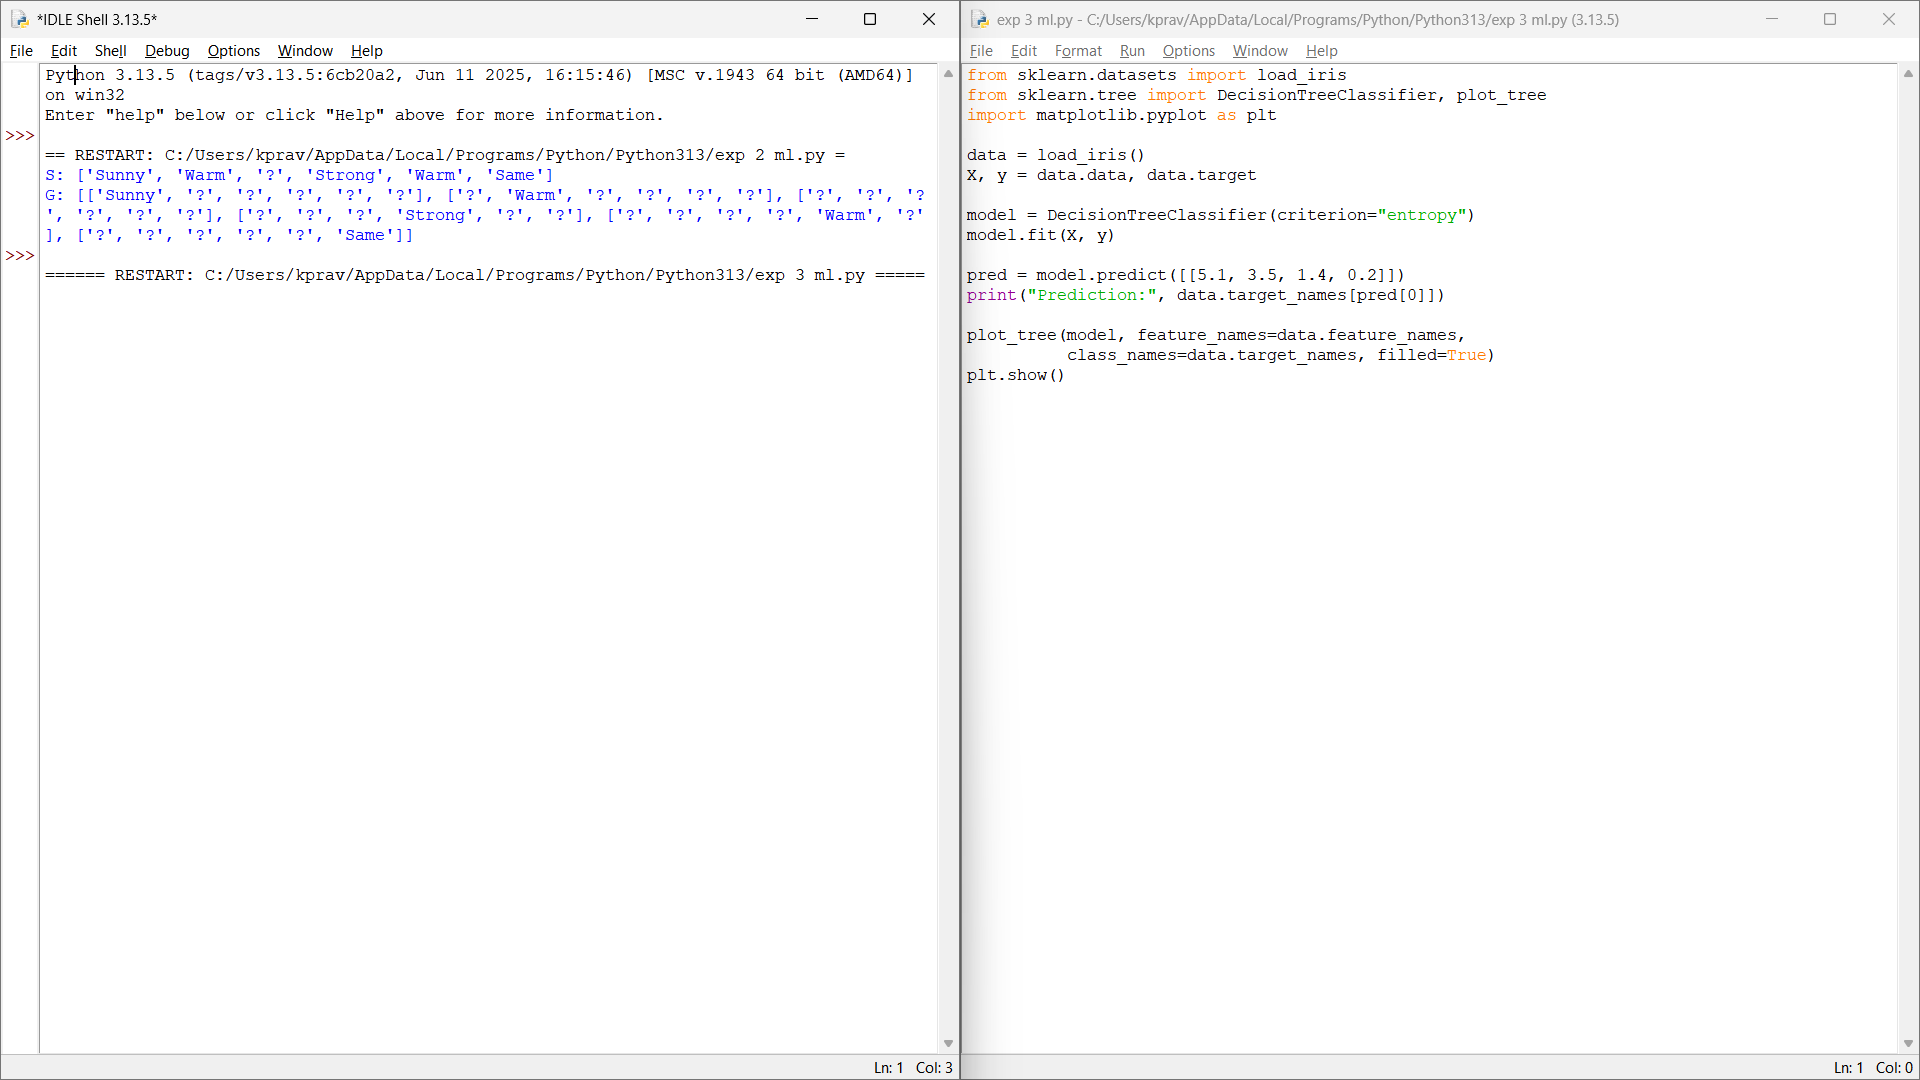 *IDLE Shell 3.13.5*
File Edit Shell Debug Options Window Help
Python 3.13.5 (tags/v3.13.5:6cb20a2, Jun 11 2025, 16:15:46) [MSC v.1943 64 bit (AMD64)]
on win32
Enter "help" below or click "Help" above for more information.
>>>
== RESTART: C:/Users/kprav/AppData/Local/Programs/Python/Python313/exp 2 ml.py =
S: ['Sunny', 'Warm', '?', 'Strong', 'Warm', 'Same']
G: [['Sunny', '?', '?', '?', '?', '?'], ['?', 'Warm', '?', '?', '?', '?'], ['?', '?', '?
', '?', '?', '?'], ['?', '?', '?', 'Strong', '?', '?'], ['?', '?', '?', '?', 'Warm', '?'
], ['?', '?', '?', '?', '?', 'Same']]
>>>
====== RESTART: C:/Users/kprav/AppData/Local/Programs/Python/Python313/exp 3 ml.py =====
Ln: 1 Col: 3
exp 3 ml.py - C:/Users/kprav/AppData/Local/Programs/Python/Python313/exp 3 ml.py (3.13.5)
File Edit Format Run Options Window Help
from sklearn.datasets import load_iris
from sklearn.tree import DecisionTreeClassifier, plot_tree
import matplotlib.pyplot as plt
data = load_iris()
X, y = data.data, data.target
model = DecisionTreeClassifier(criterion="entropy")
model.fit(X, y)
pred = model.predict([[5.1, 3.5, 1.4, 0.2]])
print("Prediction:", data.target_names[pred[0]])
plot_tree(model, feature_names=data.feature_names,
class_names=data.target_names, filled=True)
plt.show()
Ln: 1 Col: 0